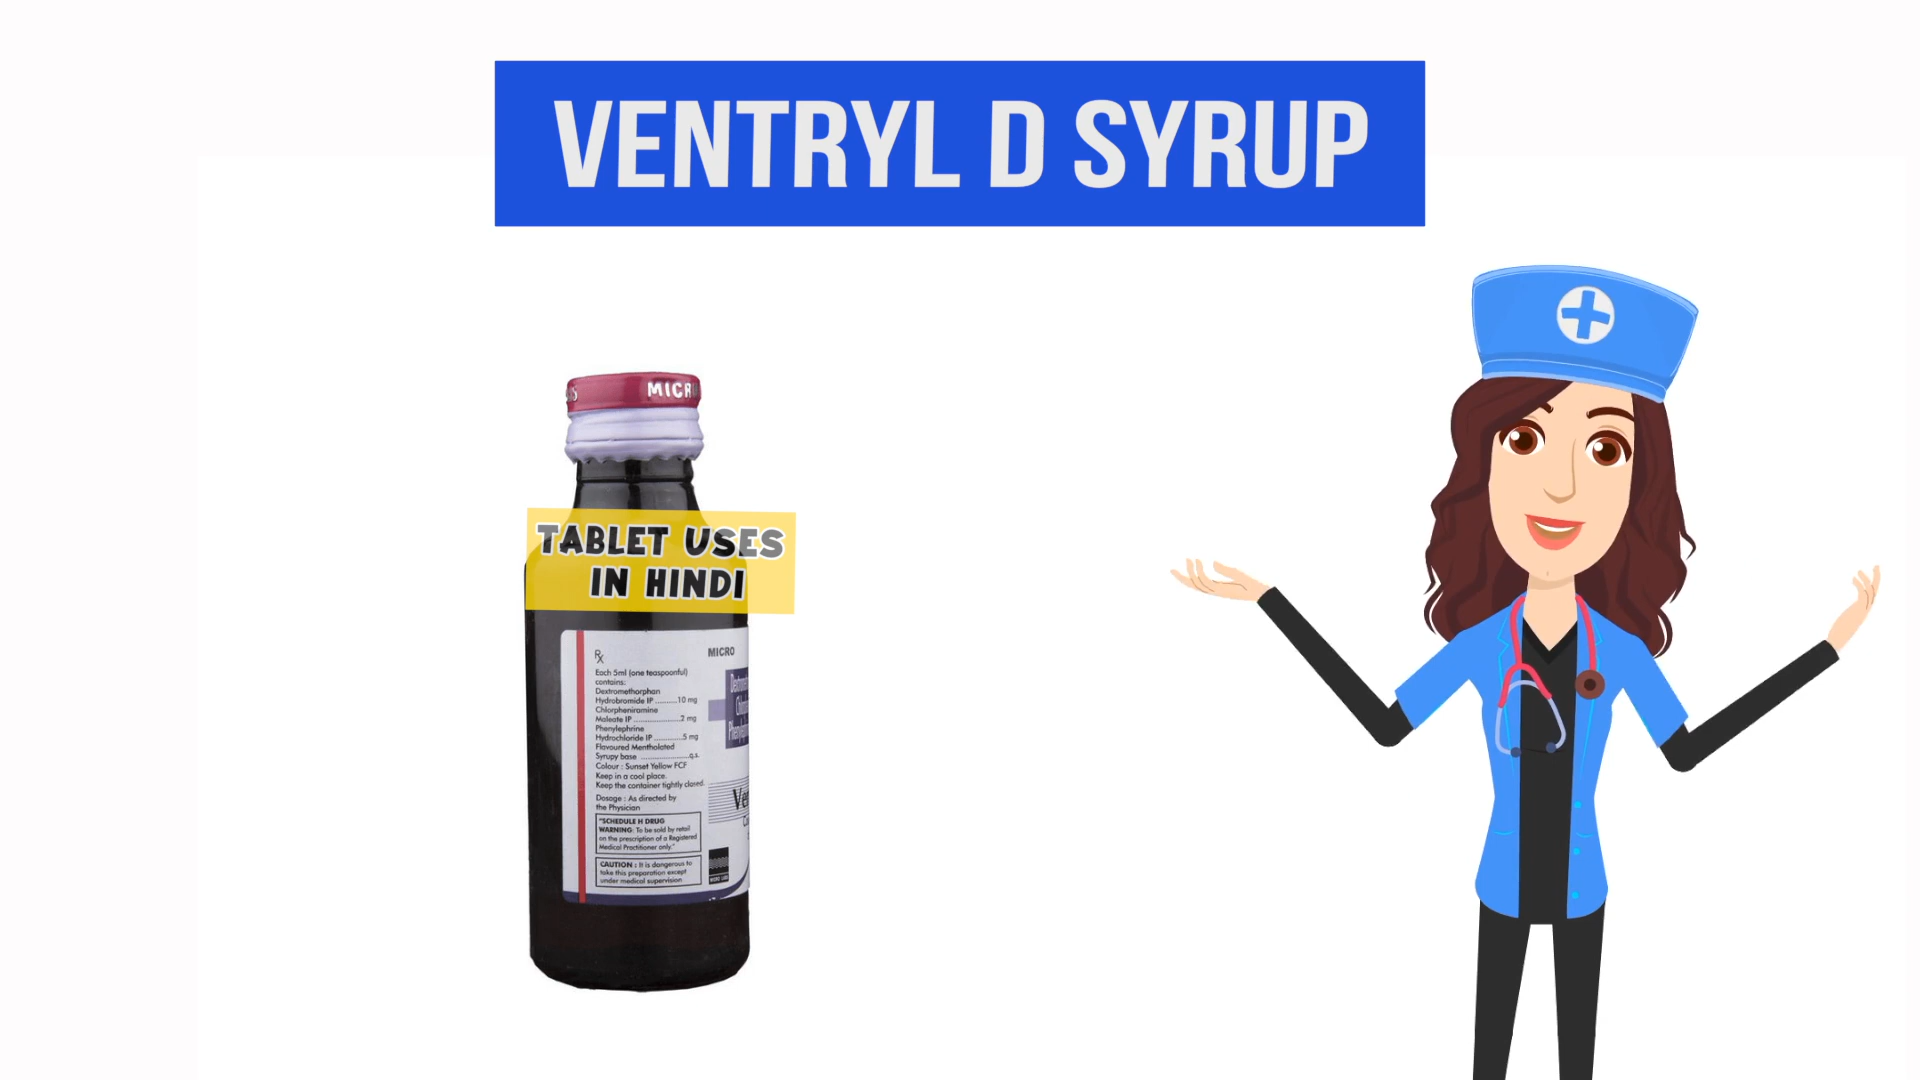 VENTRYL D SYRUP
MICR
TABLET USES
IN HINDI
Rx
MICRO
Each 5ml (one teaspoonful)
contains:
Dextromethorphan
Hydrobromide IP ..........10 mg
Chlorpheniramine
Maleate IP ......................2 mg
Phenylephrine
Hydrochloride IP .............5 mg
Flavoured Mentholated
Syrupy base ...................q.s.
Colour : Sunset Yellow FCF
Keep in a cool place.
Keep the container tightly closed.
Dosage : As directed by
the Physician
"SCHEDULE H DRUG
WARNING: To be sold by retail
on the prescription of a Registered
Medical Practitioner only."
CAUTION : It is dangerous to
take this preparation except
under medical supervision
Ve